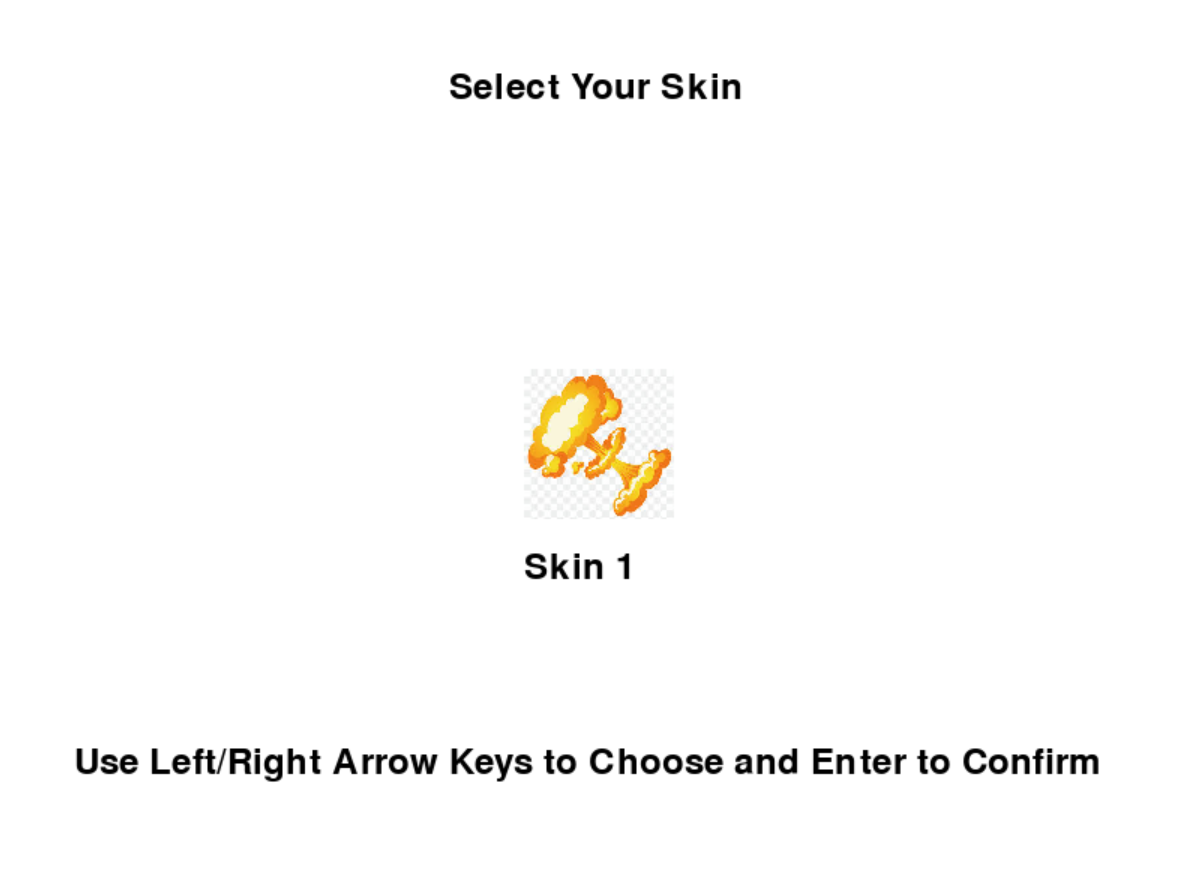 Select Your Skin
Skin 1
Use Left/Right Arrow Keys to Choose and Enter to Confirm